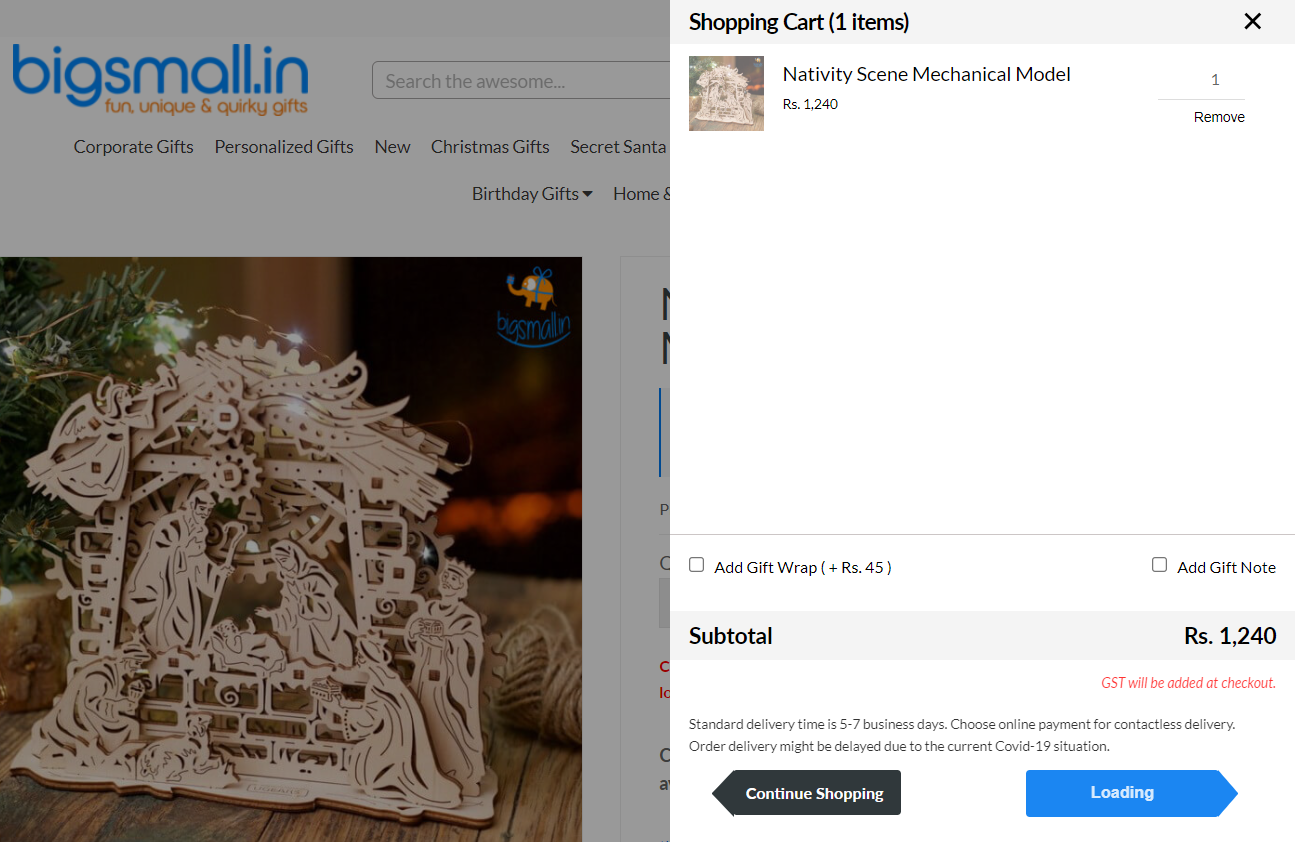 Shopping Cart (1 items)
bigsmall.in
fun, unique & quirky gifts
Search the awesome...
Corporate Gifts Personalized Gifts New Christmas Gifts Secret Santa
Birthday Gifts Home &
bigsmall.in
UGEARS
Nativity Scene Mechanical Model
1
Rs. 1,240
Remove
Add Gift Wrap ( + Rs. 45 )
Add Gift Note
Subtotal
Rs. 1,240
GST will be added at checkout.
Standard delivery time is 5-7 business days. Choose online payment for contactless delivery.
Order delivery might be delayed due to the current Covid-19 situation.
Continue Shopping
Loading